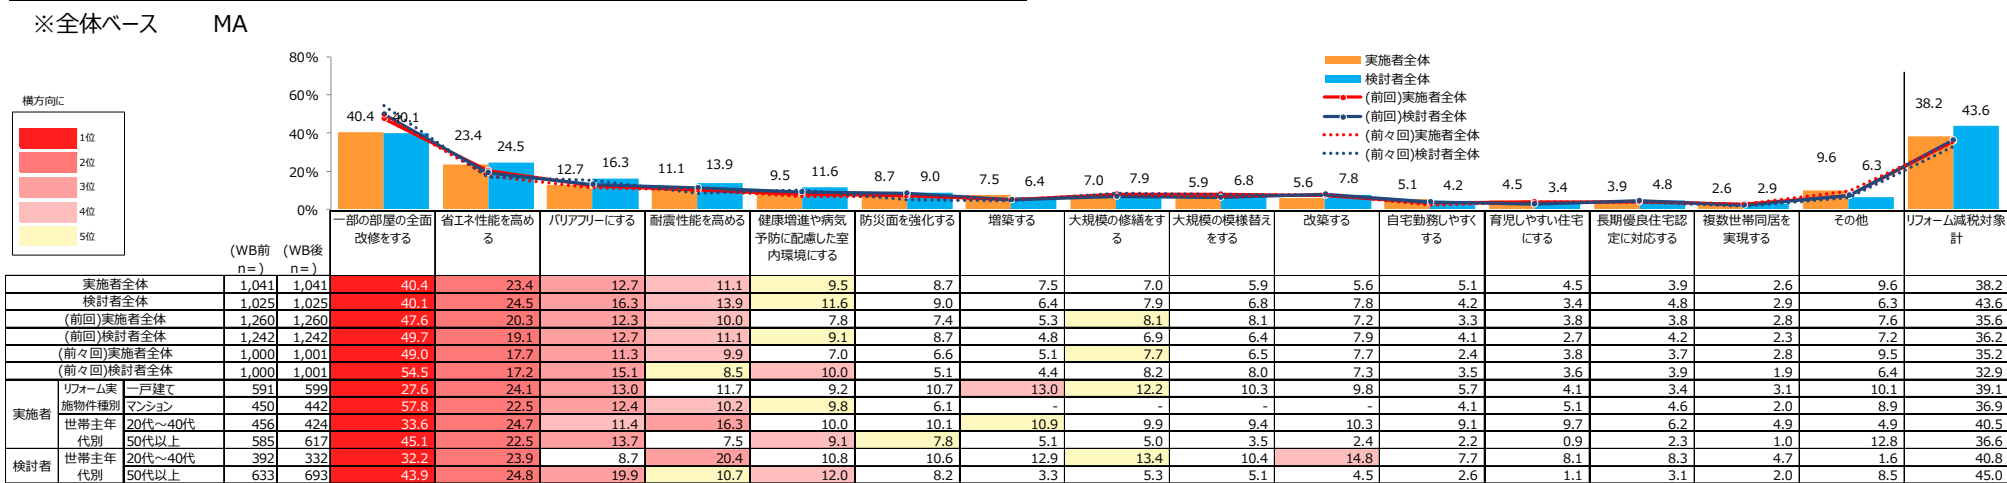 ※全体ベース MA
80%
60%
40%
20%
0%
横方向に
1位
2位
3位
4位
5位
実施者全体
検討者全体
(前回)実施者全体
(前回)検討者全体
(前々回)実施者全体
(前々回)検討者全体
40.4 40.1 23.4 24.5 12.7 16.3 11.1 13.9 9.5 11.6 8.7 9.0 7.5 6.4 7.0 7.9 5.9 6.8 5.6 7.8 5.1 4.2 4.5 3.4 3.9 4.8 2.6 2.9 9.6 6.3 38.2 43.6
(WB前 n=) (WB後 n=) 一部の部屋の全面改修をする 省エネ性能を高める バリアフリーにする 耐震性能を高める 健康増進や病気予防に配慮した室内環境にする 防災面を強化する 増築する 大規模の修繕をする 大規模の模様替えをする 改築する 自宅勤務しやすくする 育児しやすい住宅にする 長期優良住宅認定に対応する 複数世帯同居を実現する その他 リフォーム減税対象計
実施者全体 1,041 1,041 40.4 23.4 12.7 11.1 9.5 8.7 7.5 7.0 5.9 5.6 5.1 4.5 3.9 2.6 9.6 38.2
検討者全体 1,025 1,025 40.1 24.5 16.3 13.9 11.6 9.0 6.4 7.9 6.8 7.8 4.2 3.4 4.8 2.9 6.3 43.6
(前回)実施者全体 1,260 1,260 47.6 20.3 12.3 10.0 7.8 7.4 5.3 8.1 8.1 7.2 3.3 3.8 3.8 2.8 7.6 35.6
(前回)検討者全体 1,242 1,242 49.7 19.1 12.7 11.1 9.1 8.7 4.8 6.9 6.4 7.9 4.1 2.7 4.2 2.3 7.2 36.2
(前々回)実施者全体 1,000 1,001 49.0 17.7 11.3 9.9 7.0 6.6 5.1 7.7 6.5 7.7 2.4 3.8 3.7 2.8 9.5 35.2
(前々回)検討者全体 1,000 1,001 54.5 17.2 15.1 8.5 10.0 5.1 4.4 8.2 8.0 7.3 3.5 3.6 3.9 1.9 6.4 32.9
実施者 リフォーム実施物件種別 一戸建て 591 599 27.6 24.1 13.0 11.7 9.2 10.7 13.0 12.2 10.3 9.8 5.7 4.1 3.4 3.1 10.1 39.1
マンション 450 442 57.8 22.5 12.4 10.2 9.8 6.1 - - - - 4.1 5.1 4.6 2.0 8.9 36.9
世帯主年代別 20代～40代 456 424 33.6 24.7 11.4 16.3 10.0 10.1 10.9 9.9 9.4 10.3 9.1 9.7 6.2 4.9 4.9 40.5
50代以上 585 617 45.1 22.5 13.7 7.5 9.1 7.8 5.1 5.0 3.5 2.4 2.2 0.9 2.3 1.0 12.8 36.6
検討者 世帯主年代別 20代～40代 392 332 32.2 23.9 8.7 20.4 10.8 10.6 12.9 13.4 10.4 14.8 7.7 8.1 8.3 4.7 1.6 40.8
50代以上 633 693 43.9 24.8 19.9 10.7 12.0 8.2 3.3 5.3 5.1 4.5 2.6 1.1 3.1 2.0 8.5 45.0